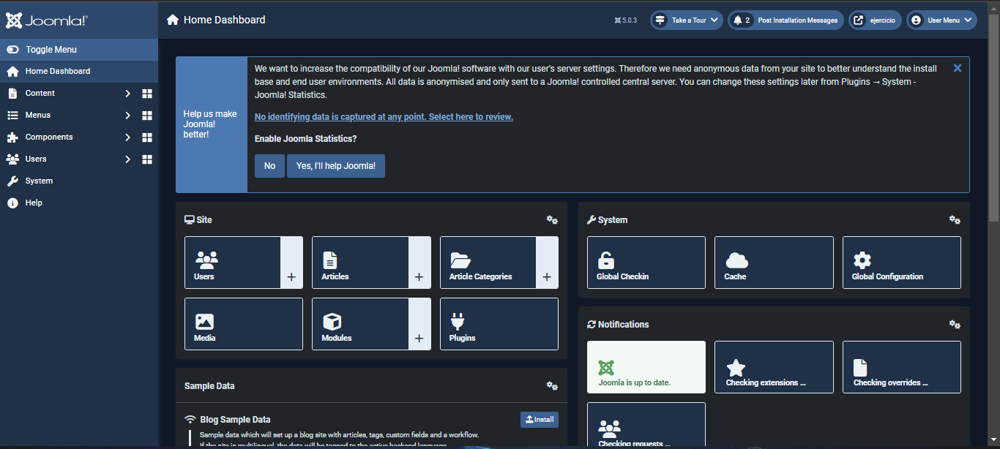 Joomla!®
Home Dashboard
5.0.3
Take a Tour
2
Post Installation Messages
ejercicio
User Menu
Toggle Menu
Home Dashboard
Content
Menus
Components
Users
System
Help
Help us make
Joomla!
better!
We want to increase the compatibility of our Joomla! software with our user's server settings. Therefore we need anonymous data from your site to better understand the install
base and end user environments. All data is anonymised and only sent to a Joomla! controlled central server. You can change these settings later from Plugins → System -
Joomla! Statistics.
No identifying data is captured at any point. Select here to review.
Enable Joomla Statistics?
No
Yes, I'll help Joomla!
Site
Users
Articles
Article Categories
Media
Modules
Plugins
Sample Data
Blog Sample Data
Install
Sample data which will set up a blog site with articles, tags, custom fields and a workflow.
If the site is multilingual, the data will be tagged to the active backend language.
System
Global Checkin
Cache
Global Configuration
Notifications
Joomla is up to date.
Checking extensions ...
Checking overrides ...
Checking requests ...